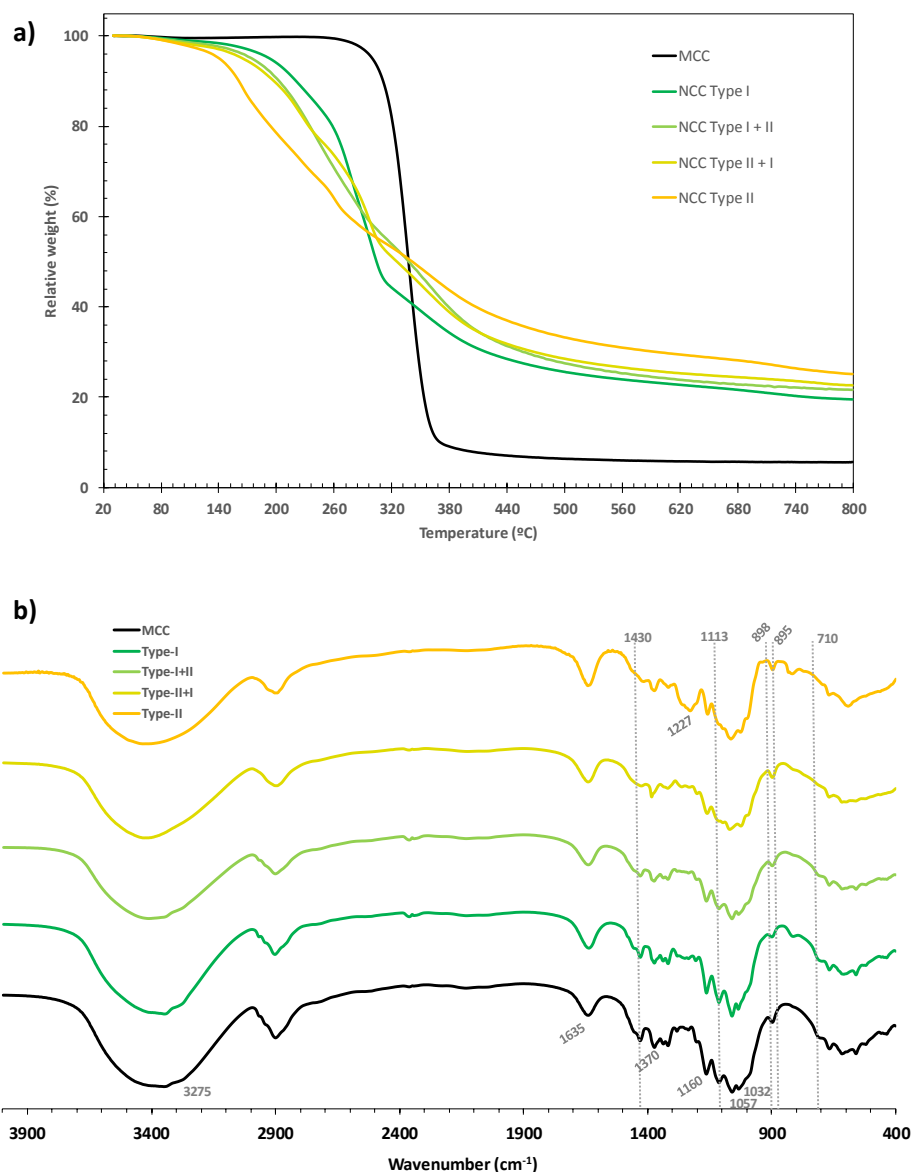 a)
100
80
60
40
20
0
Relative weight (%)
MCC
NCC Type I
NCC Type I + II
NCC Type II + I
NCC Type II
20 80 140 200 260 320 380 440 500 560 620 680 740 800
Temperature (ºC)
b)
MCC
Type-I
Type-I+II
Type-II+I
Type-II
1430
1113
898
895
710
1227
1635
1370
1160
1032
1057
3275
3900 3400 2900 2400 1900 1400 900 400
Wavenumber (cm⁻¹)